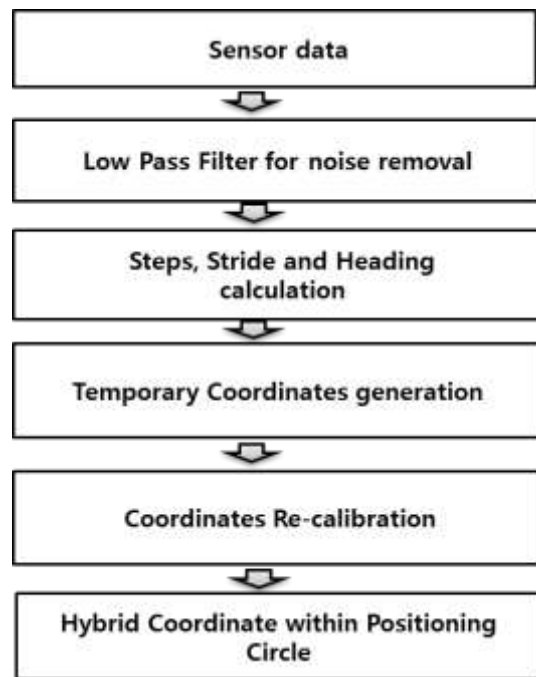 Sensor data
Low Pass Filter for noise removal
Steps, Stride and Heading
calculation
Temporary Coordinates generation
Coordinates Re-calibration
Hybrid Coordinate within Positioning
Circle